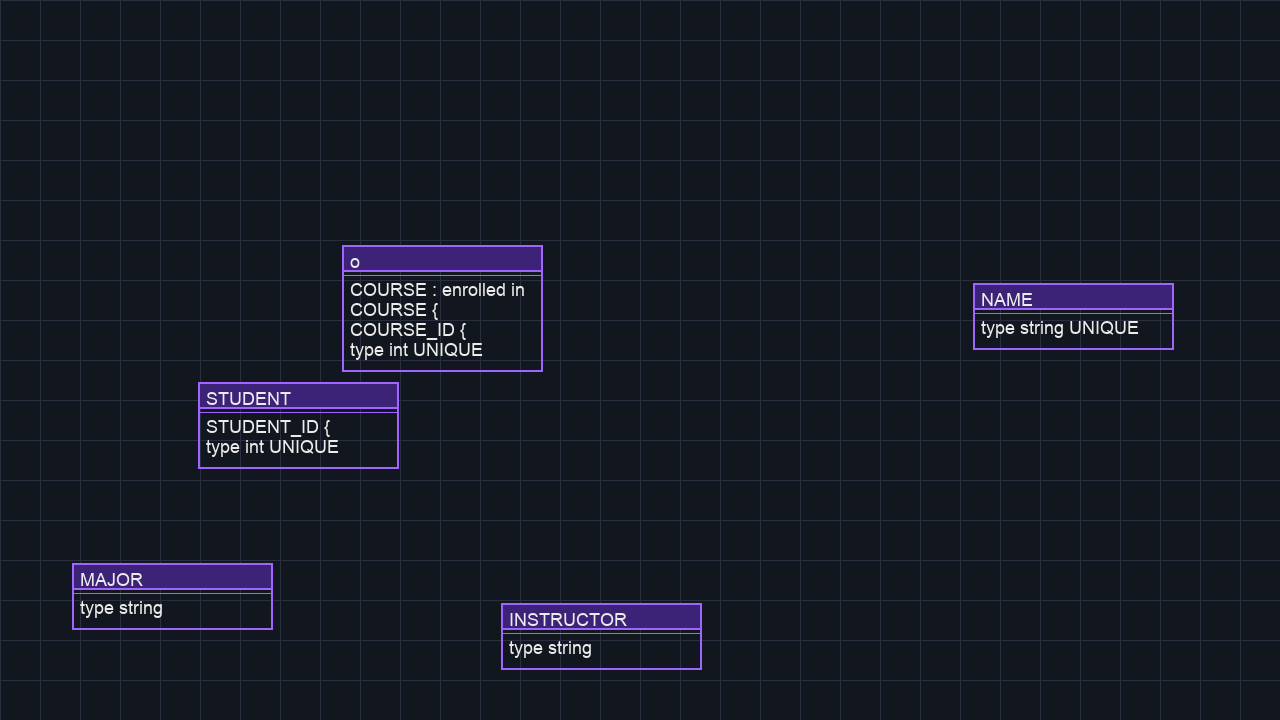 o
COURSE : enrolled in
COURSE {
COURSE_ID {
type int UNIQUE
NAME
type string UNIQUE
STUDENT
STUDENT_ID {
type int UNIQUE
MAJOR
type string
INSTRUCTOR
type string